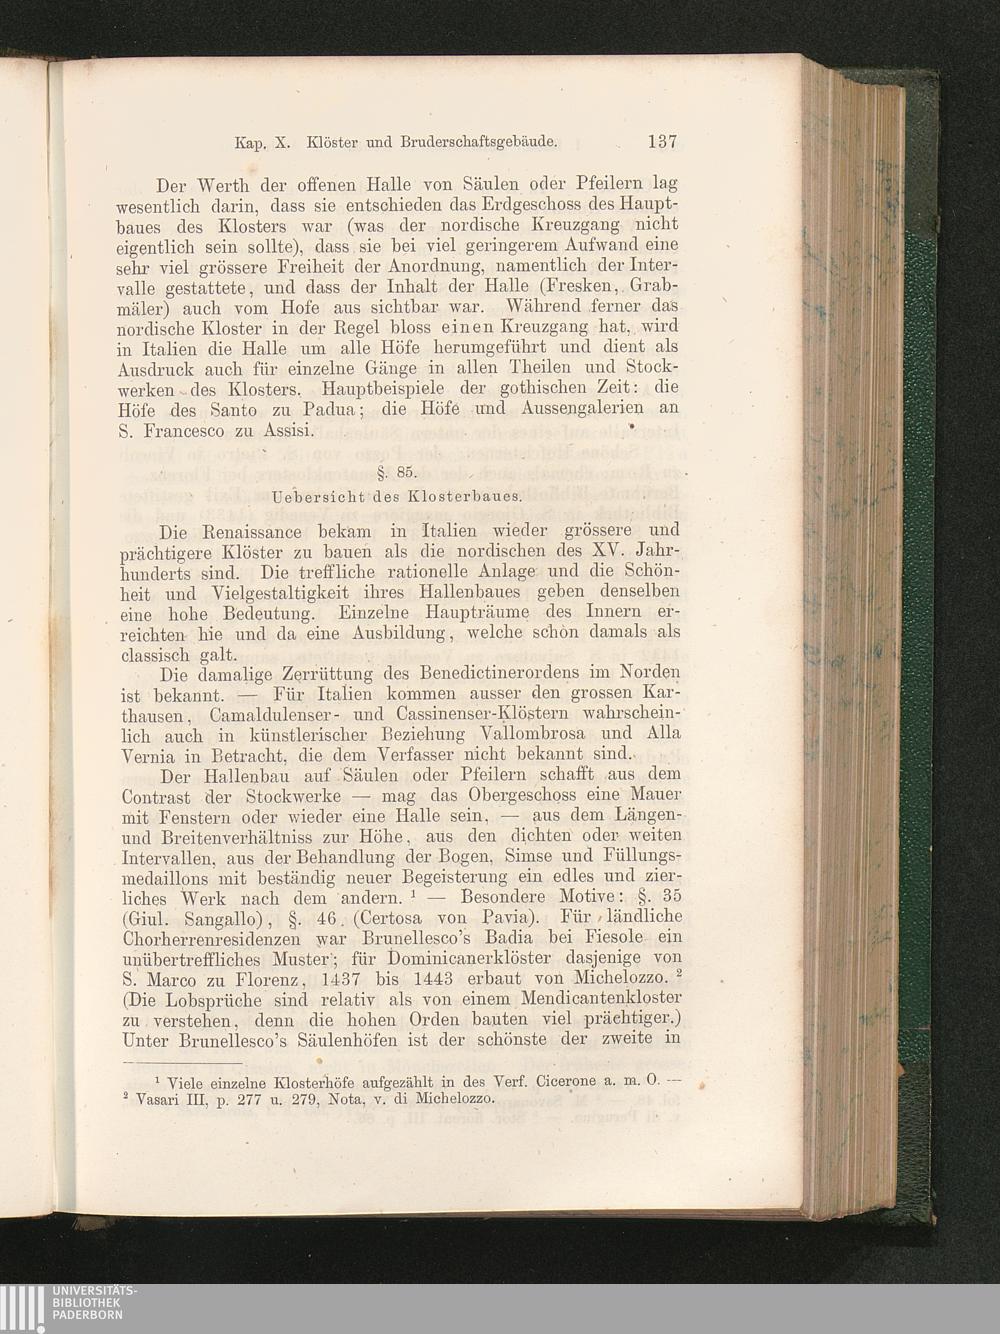 Kap. X. Klöster und Bruderschaftsgebäude. 137
Der Werth der offenen Halle von Säulen oder Pfeilern lag
wesentlich darin, dass sie entschieden das Erdgeschoss des Haupt-
baues des Klosters war (was der nordische Kreuzgang nicht
eigentlich sein sollte), dass sie bei viel geringerem Aufwand eine
sehr viel grössere Freiheit der Anordnung, namentlich der Inter-
valle gestattete, und dass der Inhalt der Halle (Fresken, Grab-
mäler) auch vom Hofe aus sichtbar war. Während ferner das
nordische Kloster in der Regel bloss einen Kreuzgang hat, wird
in Italien die Halle um alle Höfe herumgeführt und dient als
Ausdruck auch für einzelne Gänge in allen Theilen und Stock-
werken des Klosters. Hauptbeispiele der gothischen Zeit: die
Höfe des Santo zu Padua; die Höfe und Aussengalerien an
S. Francesco zu Assisi.
§. 85.
Uebersicht des Klosterbaues.
Die Renaissance bekam in Italien wieder grössere und
prächtigere Klöster zu bauen als die nordischen des XV. Jahr-
hunderts sind. Die treffliche rationelle Anlage und die Schön-
heit und Vielgestaltigkeit ihres Hallenbaues geben denselben
eine hohe Bedeutung. Einzelne Haupträume des Innern er-
reichten hie und da eine Ausbildung, welche schon damals als
classisch galt.
Die damalige Zerrüttung des Benedictinerordens im Norden
ist bekannt. — Für Italien kommen ausser den grossen Kar-
thausen, Camaldulenser- und Cassinenser-Klöstern wahrschein-
lich auch in künstlerischer Beziehung Vallombrosa und Alla
Vernia in Betracht, die dem Verfasser nicht bekannt sind.
Der Hallenbau auf Säulen oder Pfeilern schafft aus dem
Contrast der Stockwerke — mag das Obergeschoss eine Mauer
mit Fenstern oder wieder eine Halle sein, — aus dem Längen-
und Breitenverhältniss zur Höhe, aus den dichten oder weiten
Intervallen, aus der Behandlung der Bogen, Simse und Füllungs-
medaillons mit beständig neuer Begeisterung ein edles und zier-
liches Werk nach dem andern. ¹ — Besondere Motive: §. 35
(Giul. Sangallo), §. 46. (Certosa von Pavia). Für ländliche
Chorherrenresidenzen war Brunellesco's Badia bei Fiesole ein
unübertreffliches Muster; für Dominicanerklöster dasjenige von
S. Marco zu Florenz, 1437 bis 1443 erbaut von Michelozzo. ²
(Die Lobsprüche sind relativ als von einem Mendicantenkloster
zu verstehen, denn die hohen Orden bauten viel prächtiger.)
Unter Brunellesco's Säulenhöfen ist der schönste der zweite in
¹ Viele einzelne Klosterhöfe aufgezählt in des Verf. Cicerone a. m. O. —
² Vasari III, p. 277 u. 279, Nota, v. di Michelozzo.
UNIVERSITÄTS-
BIBLIOTHEK
PADERBORN